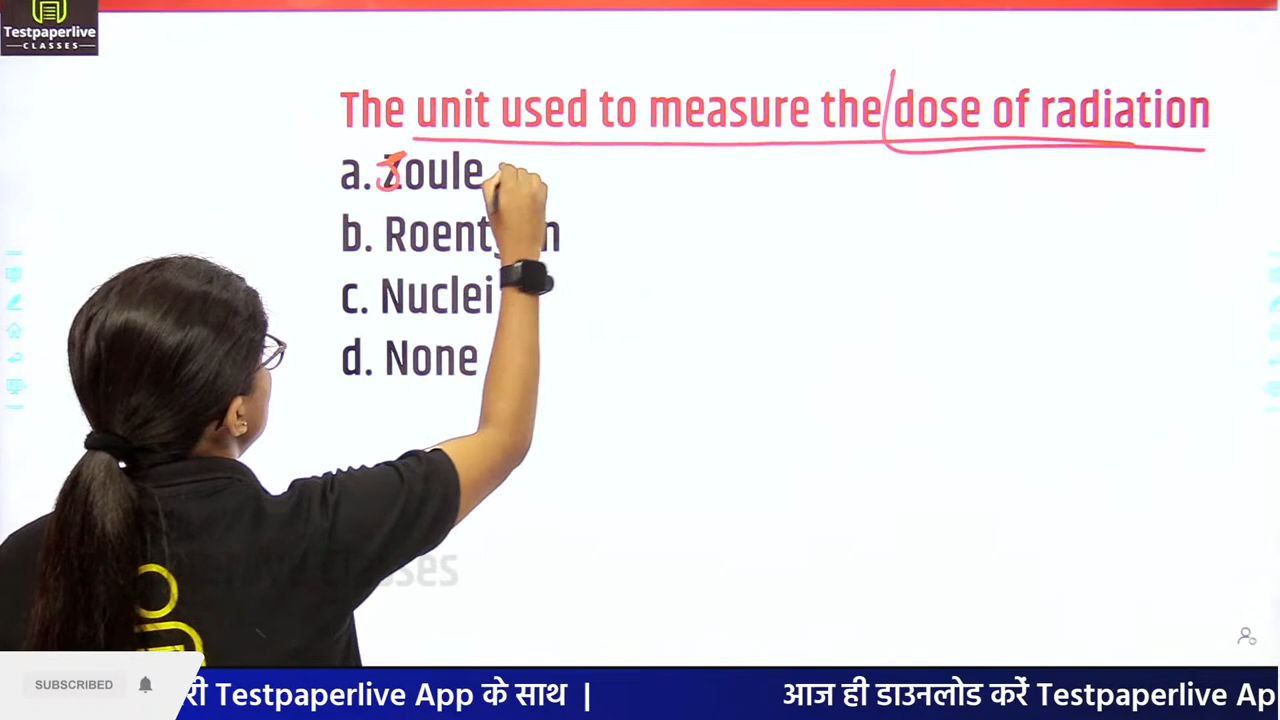 Testpaperlive
CLASSES
The unit used to measure the dose of radiation
a. Zoule
b. Roentgen
c. Nuclei
d. None
SUBSCRIBED
री Testpaperlive App के साथ | आज ही डाउनलोड करें Testpaperlive Ap